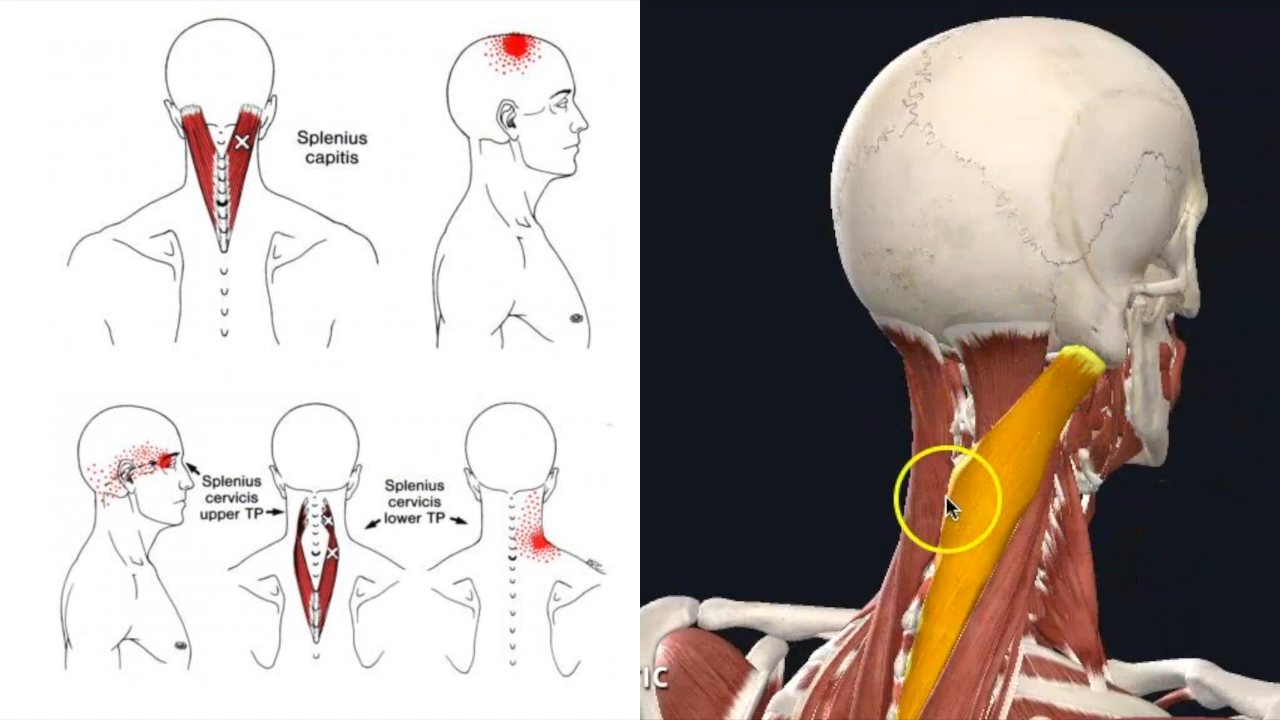 Splenius
capitis
Splenius
cervicis
upper TP
Splenius
cervicis
lower TP
IC